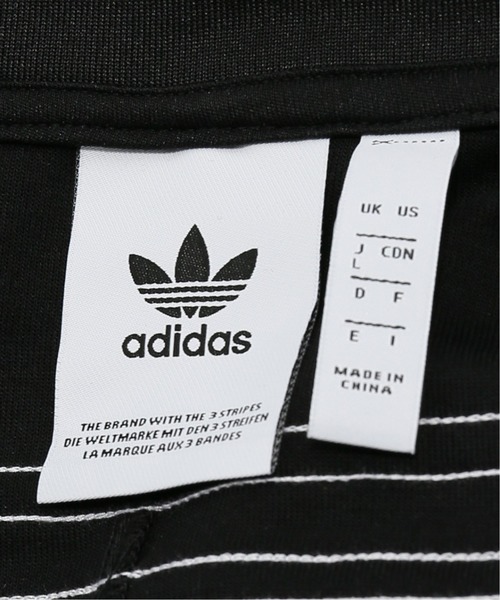 adidas
THE BRAND WITH THE 3 STRIPES
DIE WELTMARKE MIT DEN 3 STREIFEN
LA MARQUE AUX 3 BANDES
UK US
J CDN
L
D F
E I
MADE IN
CHINA